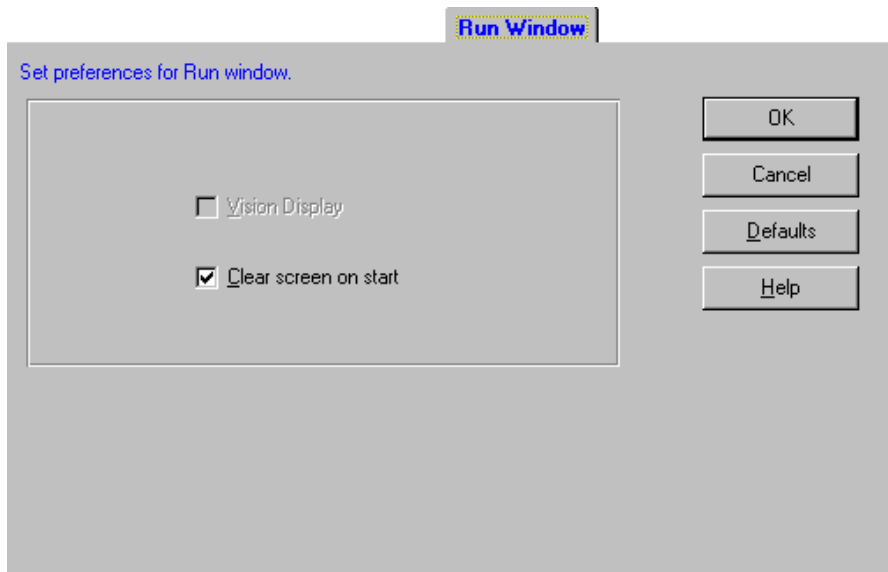 Run Window
Set preferences for Run window.
OK
Cancel
Vision Display
Defaults
Clear screen on start
Help